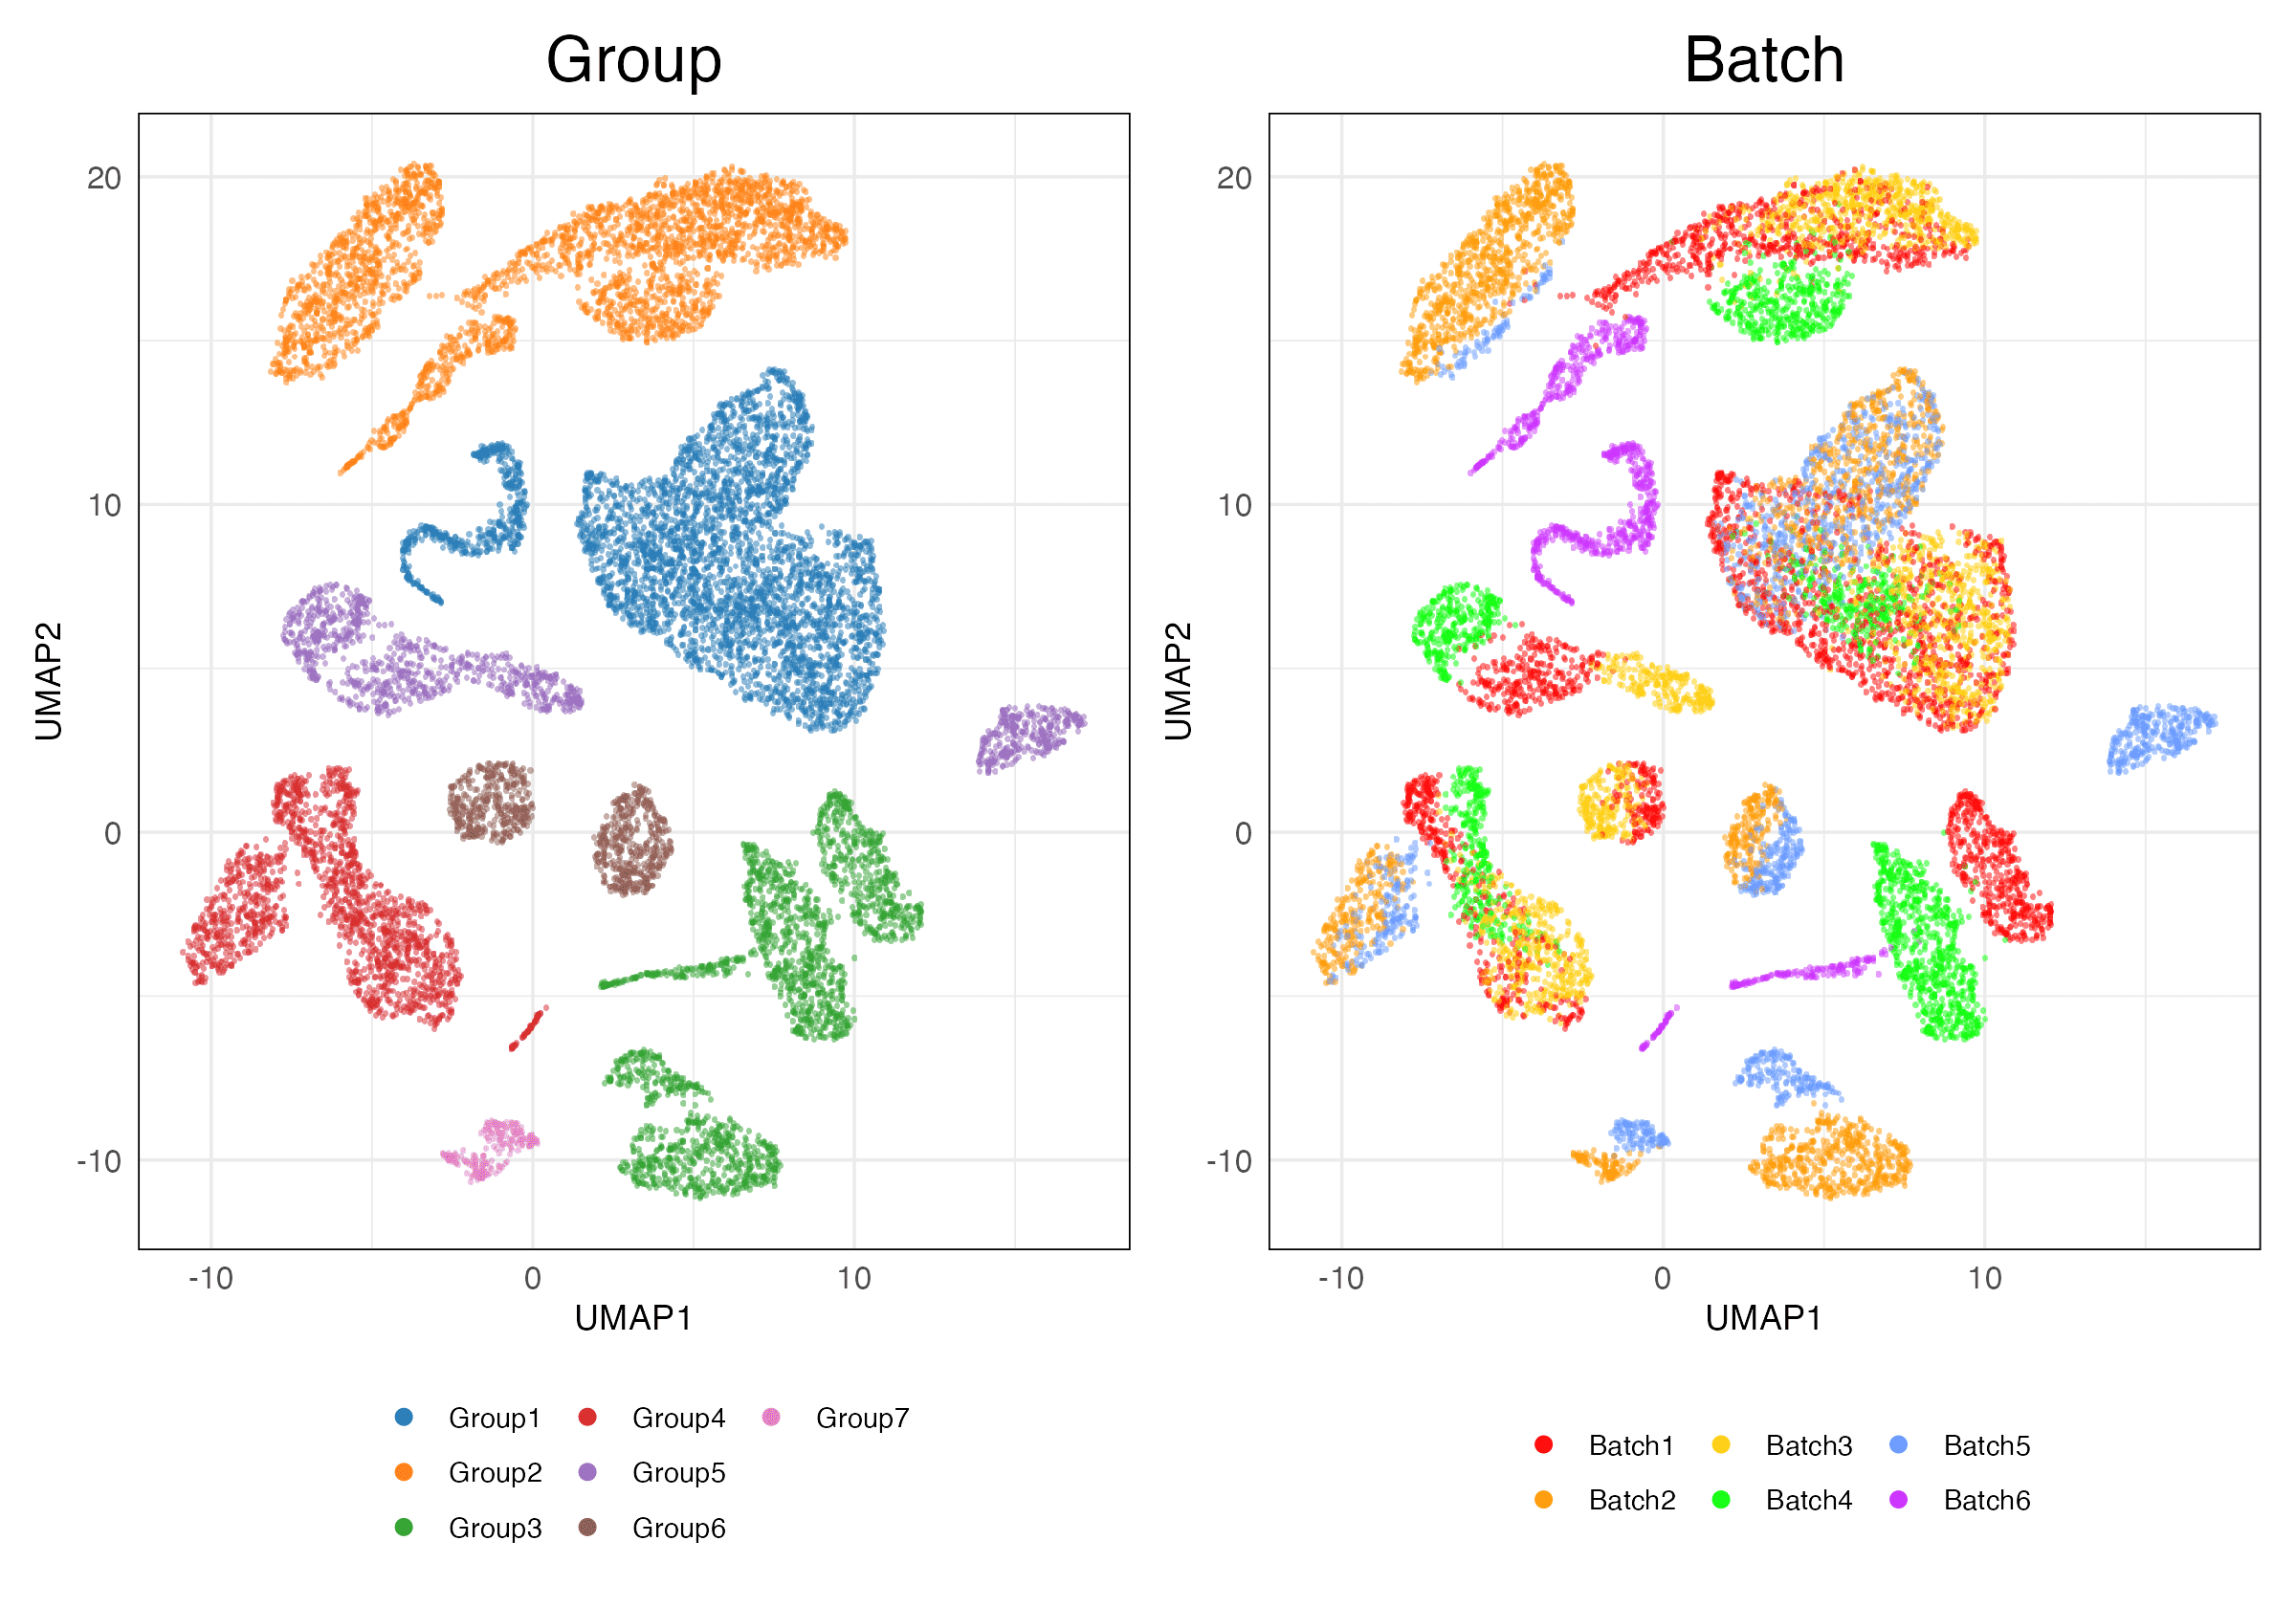 Group
20
10
0
-10
UMAP2
-10 0 10
UMAP1
Group1 Group4 Group7
Group2 Group5
Group3 Group6
Batch
20
10
0
-10
UMAP2
-10 0 10
UMAP1
Batch1 Batch3 Batch5
Batch2 Batch4 Batch6